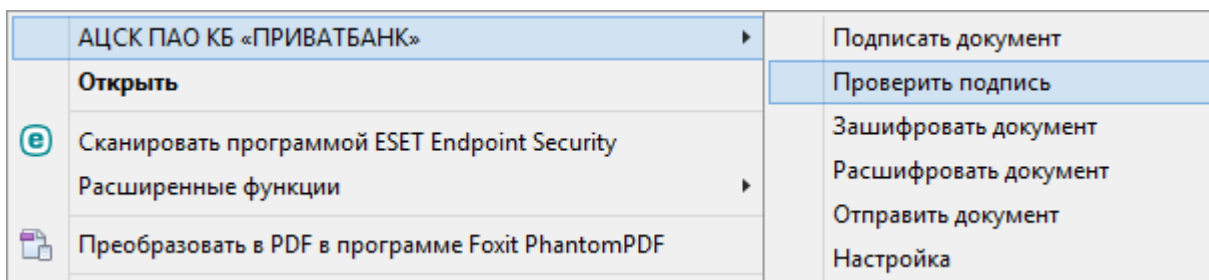 АЦСК ПАО КБ «ПРИВАТБАНК»
Открыть
Сканировать программой ESET Endpoint Security
Расширенные функции
Преобразовать в PDF в программе Foxit PhantomPDF
Подписать документ
Проверить подпись
Зашифровать документ
Расшифровать документ
Отправить документ
Настройка